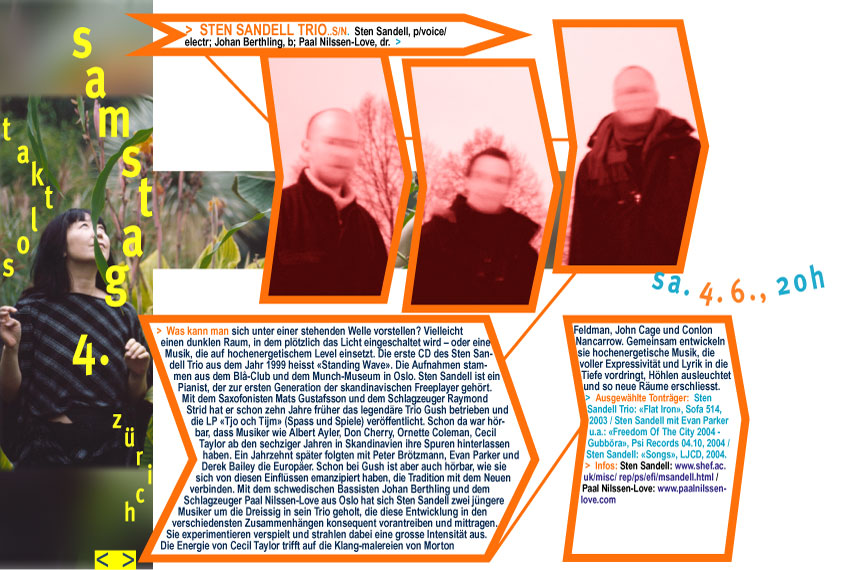 samstag 4.
taktlos
zürich
< >
> STEN SANDELL TRIO..S/N. Sten Sandell, p/voice/
electr; Johan Berthling, b; Paal Nilssen-Love, dr. >
sa. 4.6., 20h
> Was kann man sich unter einer stehenden Welle vorstellen? Vielleicht
einen dunklen Raum, in dem plötzlich das Licht eingeschaltet wird – oder eine
Musik, die auf hochenergetischem Level einsetzt. Die erste CD des Sten San-
dell Trio aus dem Jahr 1999 heisst «Standing Wave». Die Aufnahmen stam-
men aus dem Blå-Club und dem Munch-Museum in Oslo. Sten Sandell ist ein
Pianist, der zur ersten Generation der skandinavischen Freeplayer gehört.
Mit dem Saxofonisten Mats Gustafsson und dem Schlagzeuger Raymond
Strid hat er schon zehn Jahre früher das legendäre Trio Gush betrieben und
die LP «Tjo och Tijm» (Spass und Spiele) veröffentlicht. Schon da war hör-
bar, dass Musiker wie Albert Ayler, Don Cherry, Ornette Coleman, Cecil
Taylor ab den sechziger Jahren in Skandinavien ihre Spuren hinterlassen
haben. Ein Jahrzehnt später folgten mit Peter Brötzmann, Evan Parker und
Derek Bailey die Europäer. Schon bei Gush ist aber auch hörbar, wie sie
sich von diesen Einflüssen emanzipiert haben, die Tradition mit dem Neuen
verbinden. Mit dem schwedischen Bassisten Johan Berthling und dem
Schlagzeuger Paal Nilssen-Love aus Oslo hat sich Sten Sandell zwei jüngere
Musiker um die Dreissig in sein Trio geholt, die diese Entwicklung in den
verschiedensten Zusammenhängen konsequent vorantreiben und mittragen.
Sie experimentieren verspielt und strahlen dabei eine grosse Intensität aus.
Die Energie von Cecil Taylor trifft auf die Klang-malereien von Morton
Feldman, John Cage und Conlon
Nancarrow. Gemeinsam entwickeln
sie hochenergetische Musik, die
voller Expressivität und Lyrik in die
Tiefe vordringt, Höhlen ausleuchtet
und so neue Räume erschliesst.
> Ausgewählte Tonträger: Sten
Sandell Trio: «Flat Iron», Sofa 514,
2003 / Sten Sandell mit Evan Parker
u.a.: «Freedom Of The City 2004 -
Gubböra», Psi Records 04.10, 2004 /
Sten Sandell: «Songs», LJCD, 2004.
> Infos: Sten Sandell: www.shef.ac.
uk/misc/ rep/ps/efi/msandell.html /
Paal Nilssen-Love: www.paalnilssen-
love.com